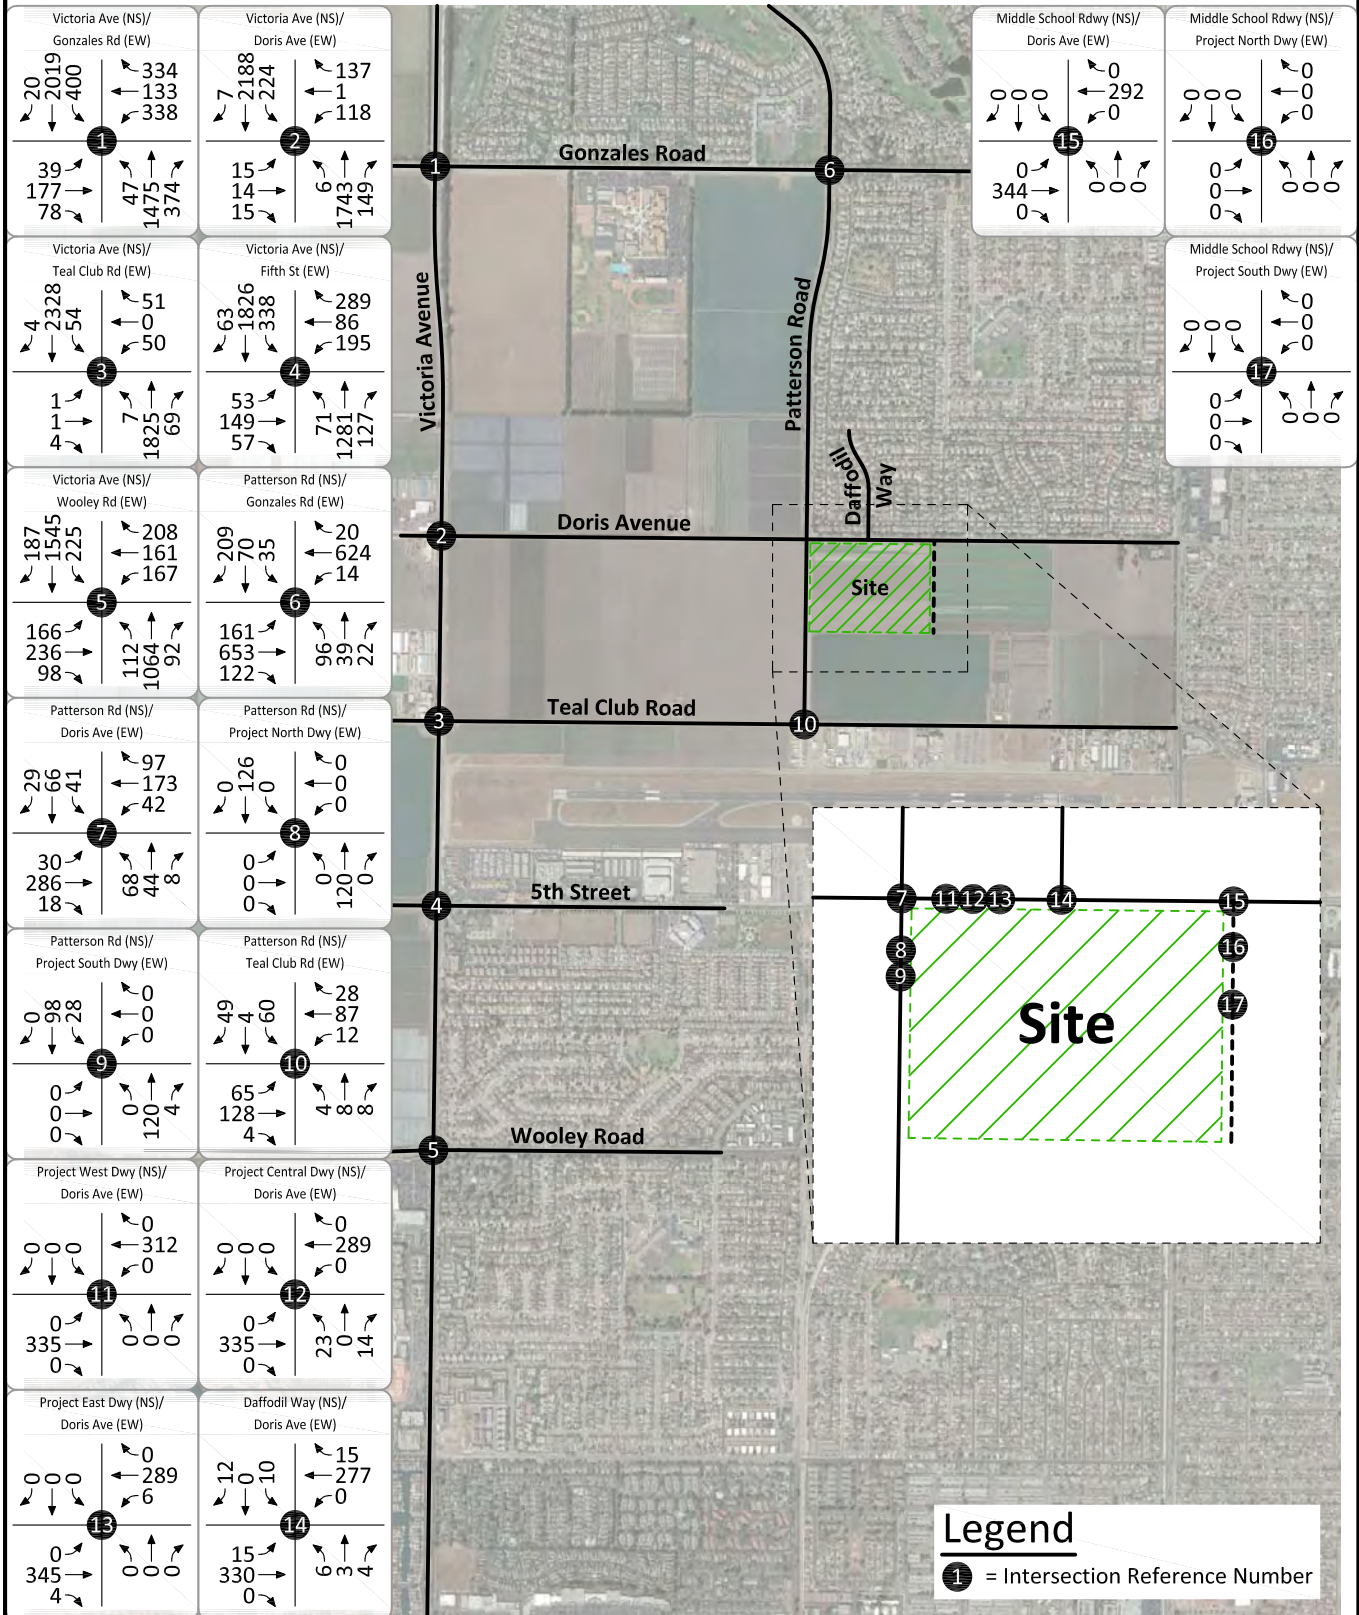 Victoria Ave (NS)/
Gonzales Rd (EW)
20 2019 400
334
133
338
1
39
177
78
47 1475 374
Victoria Ave (NS)/
Doris Ave (EW)
7 2188 224
137
1
118
2
15
14
15
6 1743 149
Victoria Ave (NS)/
Teal Club Rd (EW)
4 2328 54
51
0
50
3
1
1
4
7 1825 69
Victoria Ave (NS)/
Fifth St (EW)
63 1826 338
289
86
195
4
53
149
57
71 1281 127
Victoria Ave (NS)/
Wooley Rd (EW)
187 1545 225
208
161
167
5
166
236
98
112 1064 92
Patterson Rd (NS)/
Gonzales Rd (EW)
209 70 35
20
624
14
6
161
653
122
96 39 22
Patterson Rd (NS)/
Doris Ave (EW)
29 66 41
97
173
42
7
30
286
18
68 44 8
Patterson Rd (NS)/
Project North Dwy (EW)
0 126 0
0
0
0
8
0
0
0
0 120 0
Patterson Rd (NS)/
Project South Dwy (EW)
0 98 28
0
0
0
9
0
0
0
0 120 4
Patterson Rd (NS)/
Teal Club Rd (EW)
49 4 60
28
87
12
10
65
128
4
4 8 8
Project West Dwy (NS)/
Doris Ave (EW)
0 0 0
0
312
0
11
0
335
0
0 0 0
Project Central Dwy (NS)/
Doris Ave (EW)
0 0 0
0
289
0
12
0
335
0
23 0 14
Project East Dwy (NS)/
Doris Ave (EW)
0 0 0
0
289
6
13
0
345
4
0 0 0
Daffodil Way (NS)/
Doris Ave (EW)
12 0 10
15
277
0
14
15
330
0
6 3 4
Middle School Rdwy (NS)/
Doris Ave (EW)
0 0 0
0
292
0
15
0
344
0
0 0 0
Middle School Rdwy (NS)/
Project North Dwy (EW)
0 0 0
0
0
0
16
0
0
0
0 0 0
Middle School Rdwy (NS)/
Project South Dwy (EW)
0 0 0
0
0
0
17
0
0
0
0 0 0
1 Gonzales Road 6
Victoria Avenue
Patterson Road
Daffodil
Way
2 Doris Avenue
Site
3 Teal Club Road 10
4 5th Street
5 Wooley Road
7 11 12 13 14 15
8 16
9 17
Site
Legend
1 = Intersection Reference Number